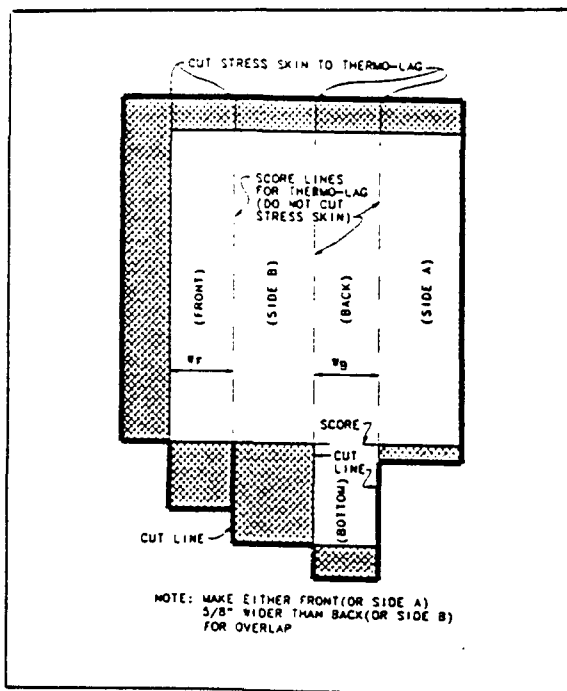 CUT STRESS SKIN TO THERMO-LAG
SCORE LINES
FOR THERMO-LAG
(DO NOT CUT
STRESS SKIN)
(FRONT)
(SIDE B)
(BACK)
(SIDE A)
WF
WB
SCORE
CUT
LINE
(BOTTOM)
CUT LINE
NOTE: MAKE EITHER FRONT(OR SIDE A)
5/8" WIDER THAN BACK(OR SIDE B)
FOR OVERLAP